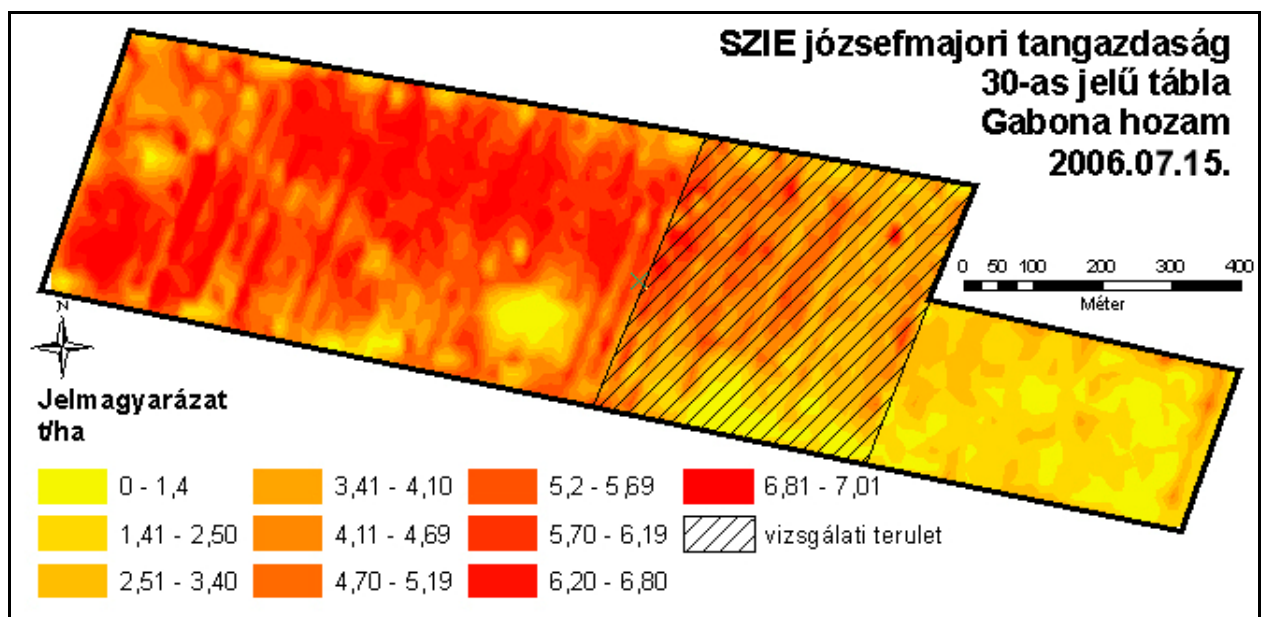 SZIE józsefmajori tangazdaság
30-as jelű tábla
Gabona hozam
2006.07.15.
0 50 100 200 300 400
Méter
N
Jelmagyarázat
t/ha
0 - 1,4
1,41 - 2,50
2,51 - 3,40
3,41 - 4,10
4,11 - 4,69
4,70 - 5,19
5,2 - 5,69
5,70 - 6,19
6,20 - 6,80
6,81 - 7,01
vizsgálati terulet